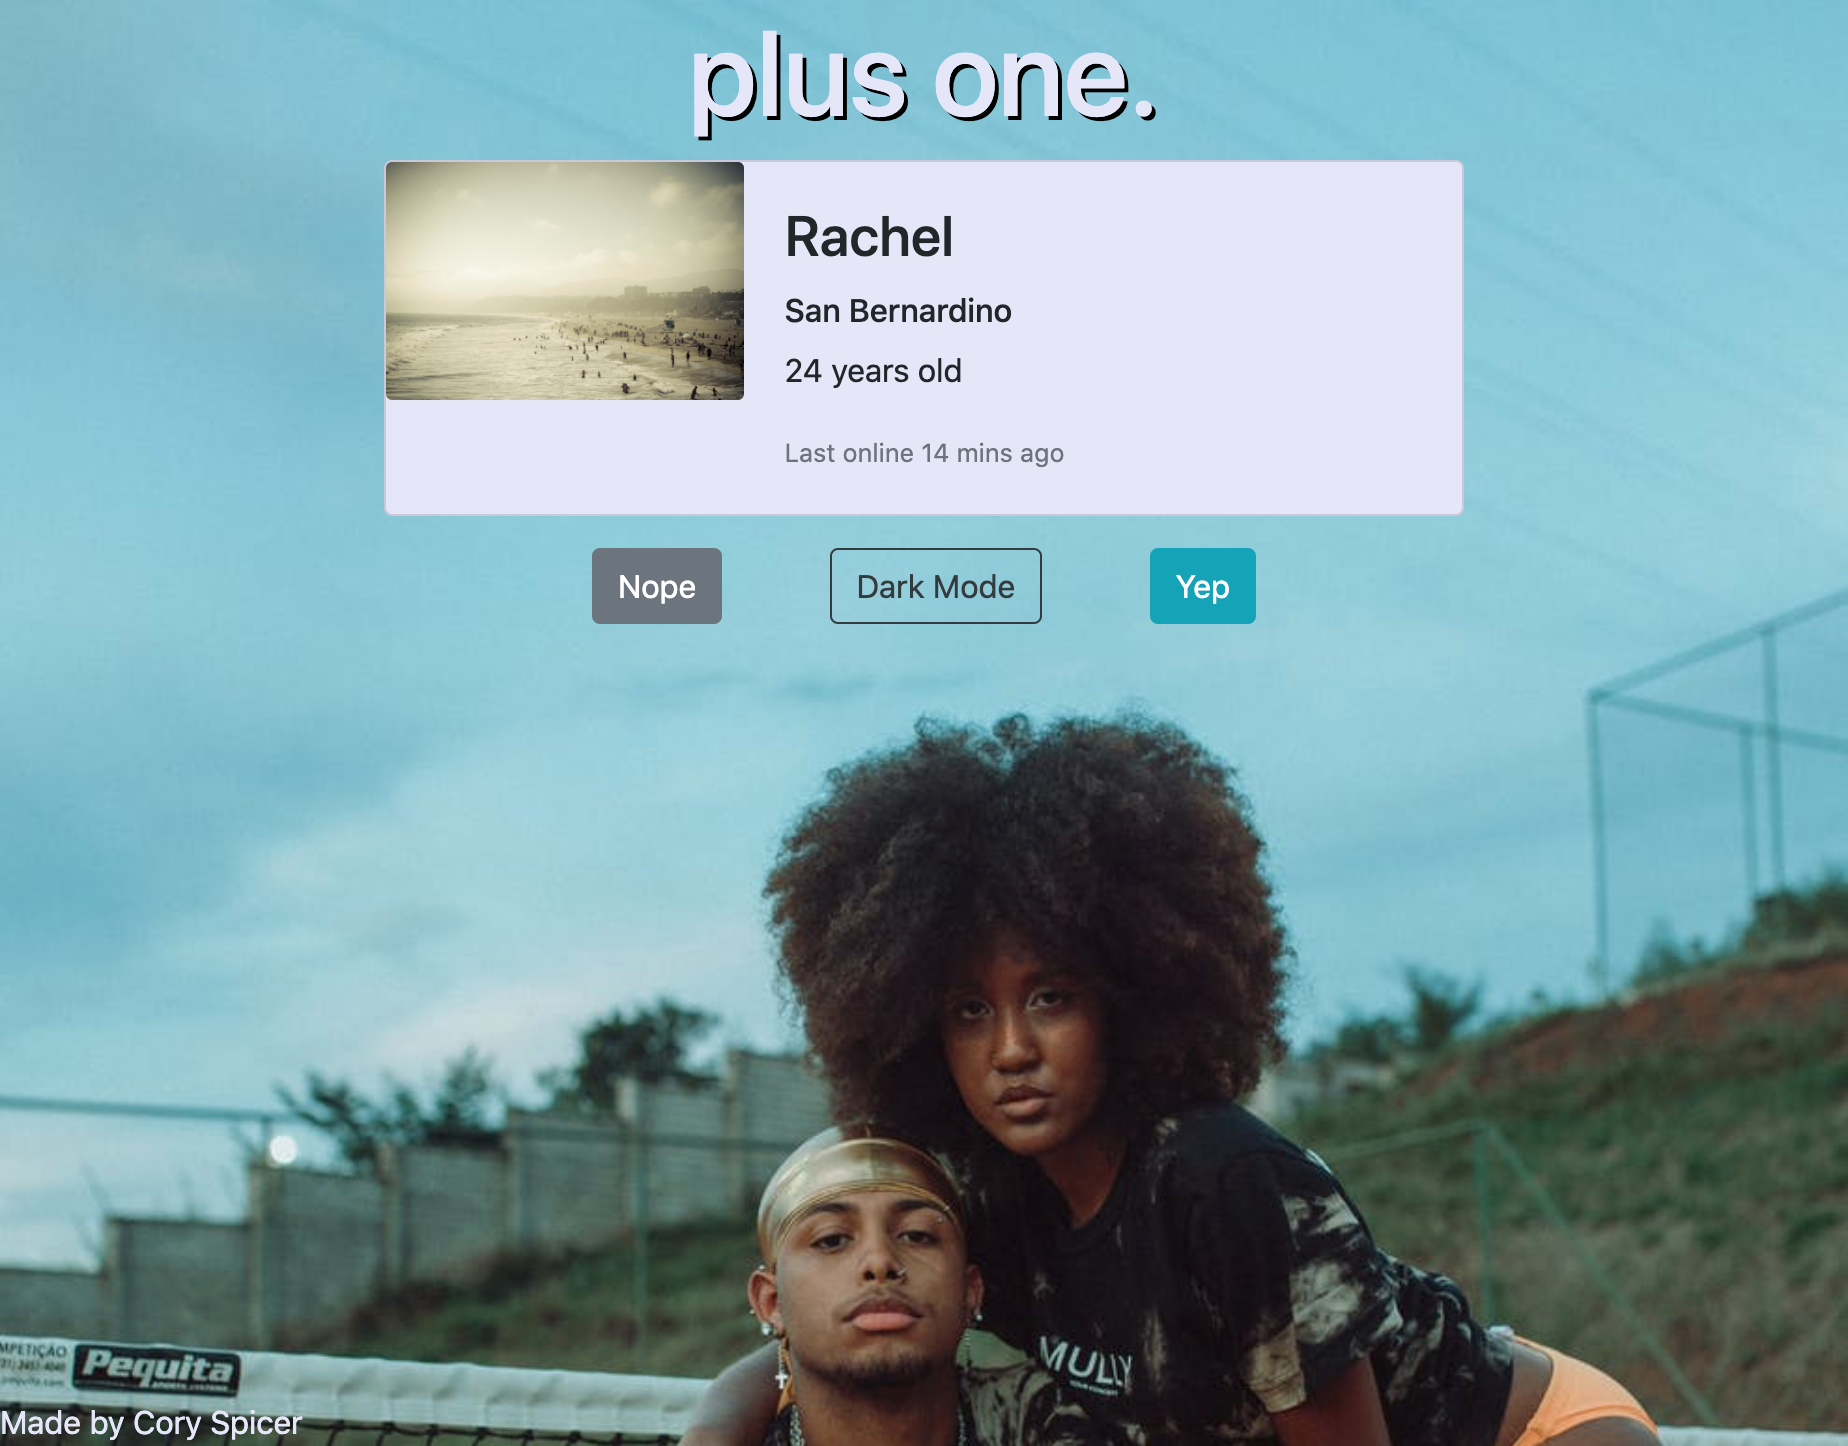 plus one.
Rachel
San Bernardino
24 years old
Last online 14 mins ago
Nope
Dark Mode
Yep
MULLY
MPETIÇÃO
Pequita
Made by Cory Spicer